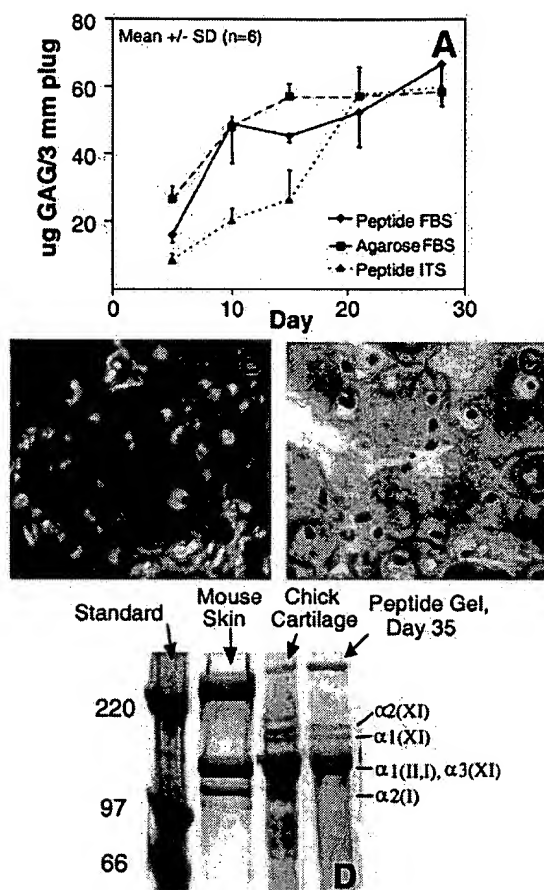 80
Mean +/- SD (n=6)
A
60
40
20
ug GAG/3 mm plug
Peptide FBS
Agarose FBS
Peptide ITS
0
10
20
30
Day
C
Standard
Mouse
Skin
Chick
Cartilage
Peptide Gel,
Day 35
220
97
66
α2(XI)
α1(XI)
α1(II,I), α3(XI)
α2(I)
D